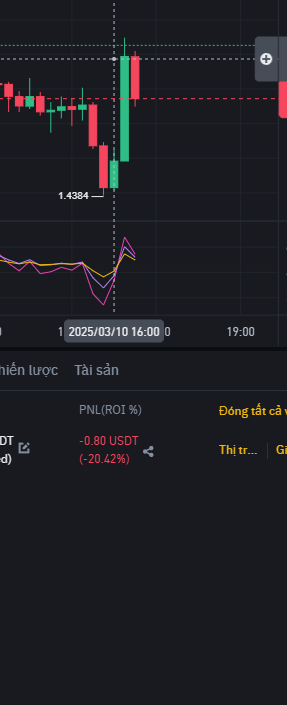 1.4384
2025/03/10 16:00
19:00
hiến lược Tài sản
PNL(ROI %) Đóng tất cả v
DT -0.80 USDT Thị tr... Gi
d) (-20.42%)